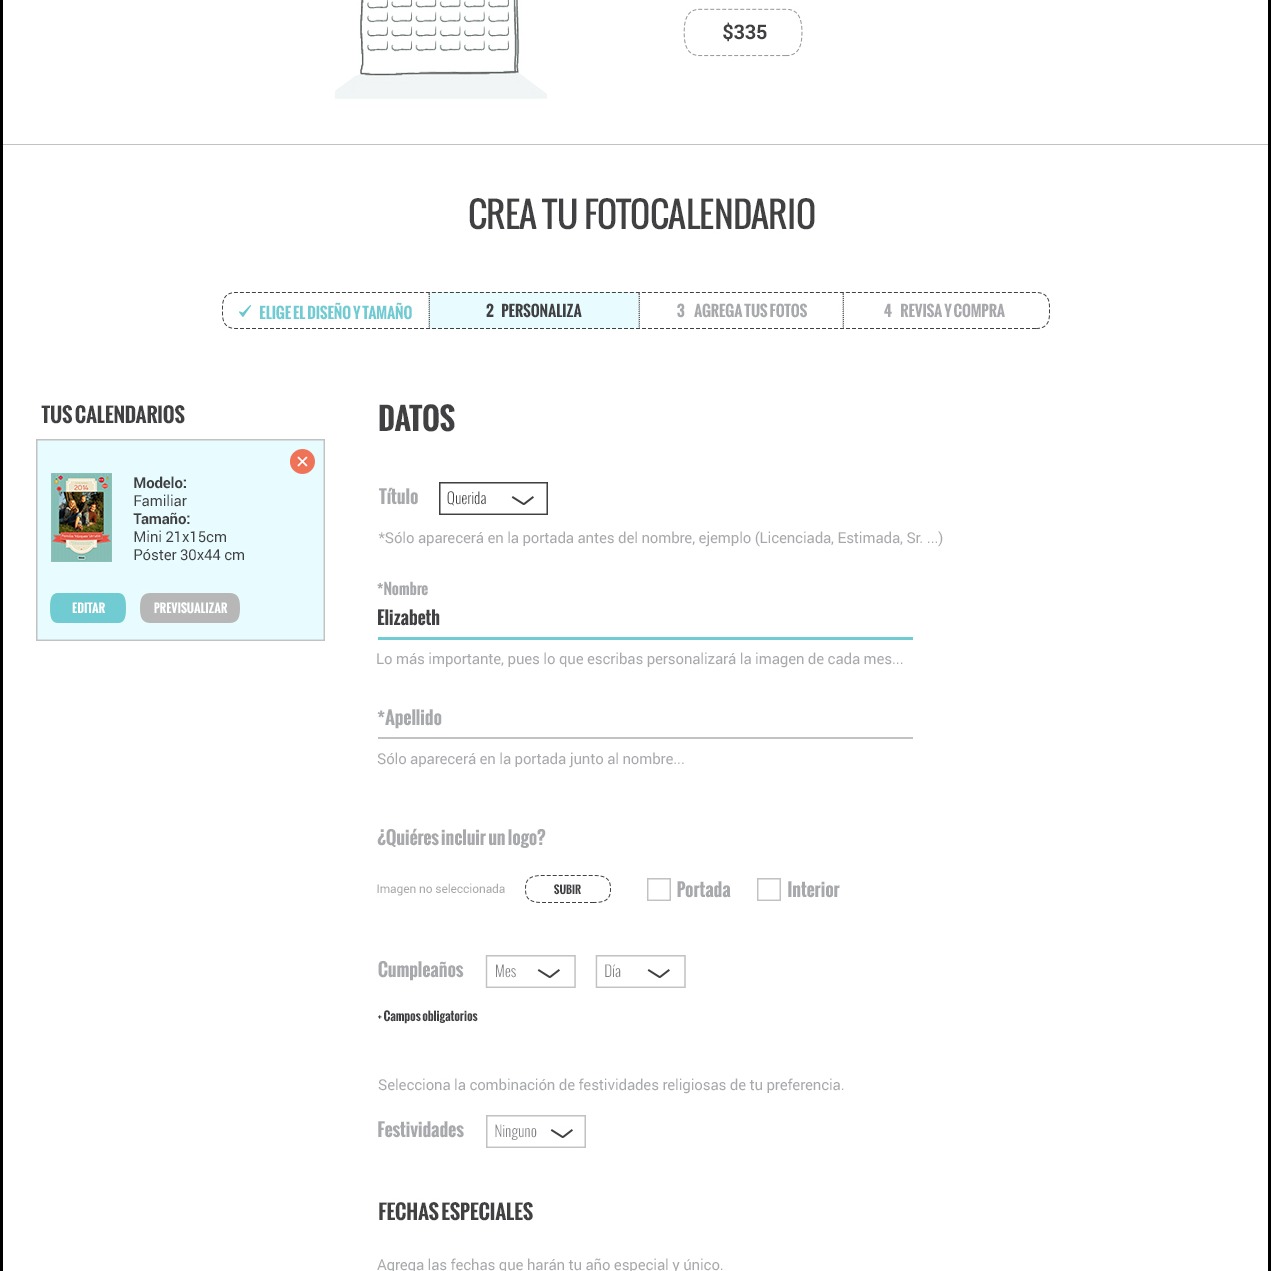 $335
CREA TU FOTOCALENDARIO
✓ ELIGE EL DISEÑO Y TAMAÑO
2 PERSONALIZA
3 AGREGA TUS FOTOS
4 REVISA Y COMPRA
TUS CALENDARIOS
2014
Modelo:
Familiar
Tamaño:
Mini 21x15cm
Póster 30x44 cm
EDITAR
PREVISUALIZAR
DATOS
Título
Querida
*Sólo aparecerá en la portada antes del nombre, ejemplo (Licenciada, Estimada, Sr. ...)
*Nombre
Elizabeth
Lo más importante, pues lo que escribas personalizará la imagen de cada mes...
*Apellido
Sólo aparecerá en la portada junto al nombre...
¿Quiéres incluir un logo?
Imagen no seleccionada
SUBIR
Portada
Interior
Cumpleaños
Mes
Día
* Campos obligatorios
Selecciona la combinación de festividades religiosas de tu preferencia.
Festividades
Ninguno
FECHAS ESPECIALES
Agrega las fechas que harán tu año especial y único.